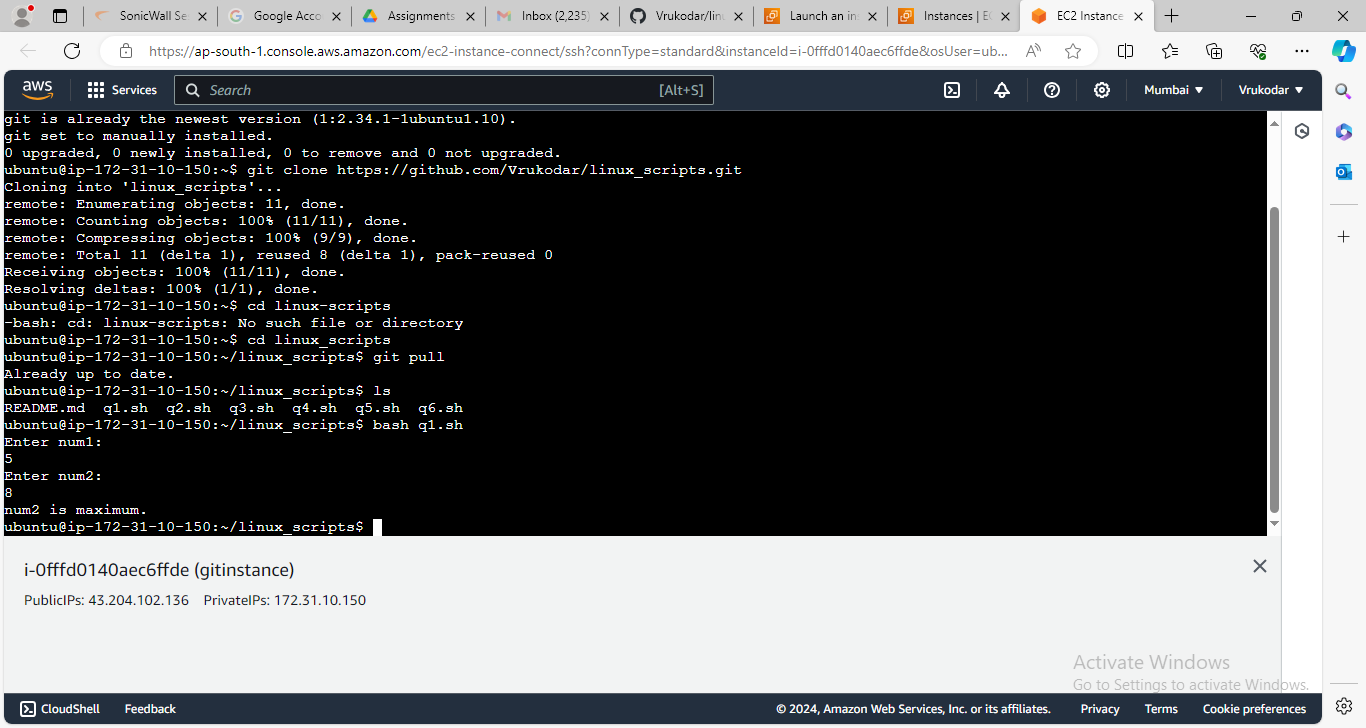 SonicWall Se
Google Acco
Assignments
Inbox (2,235)
Vrukodar/linu
Launch an in
Instances | EC
EC2 Instance
https://ap-south-1.console.aws.amazon.com/ec2-instance-connect/ssh?connType=standard&instanceId=i-0fffd0140aec6ffde&osUser=ub...
aws
Services
Search
[Alt+S]
Mumbai
Vrukodar
git is already the newest version (1:2.34.1-1ubuntu1.10).
git set to manually installed.
0 upgraded, 0 newly installed, 0 to remove and 0 not upgraded.
ubuntu@ip-172-31-10-150:~$ git clone https://github.com/Vrukodar/linux_scripts.git
Cloning into 'linux_scripts'...
remote: Enumerating objects: 11, done.
remote: Counting objects: 100% (11/11), done.
remote: Compressing objects: 100% (9/9), done.
remote: Total 11 (delta 1), reused 8 (delta 1), pack-reused 0
Receiving objects: 100% (11/11), done.
Resolving deltas: 100% (1/1), done.
ubuntu@ip-172-31-10-150:~$ cd linux-scripts
-bash: cd: linux-scripts: No such file or directory
ubuntu@ip-172-31-10-150:~$ cd linux_scripts
ubuntu@ip-172-31-10-150:~/linux_scripts$ git pull
Already up to date.
ubuntu@ip-172-31-10-150:~/linux_scripts$ ls
README.md  q1.sh  q2.sh  q3.sh  q4.sh  q5.sh  q6.sh
ubuntu@ip-172-31-10-150:~/linux_scripts$ bash q1.sh
Enter num1:
5
Enter num2:
8
num2 is maximum.
ubuntu@ip-172-31-10-150:~/linux_scripts$
i-0fffd0140aec6ffde (gitinstance)
PublicIPs: 43.204.102.136 PrivateIPs: 172.31.10.150
Activate Windows
Go to Settings to activate Windows.
CloudShell
Feedback
© 2024, Amazon Web Services, Inc. or its affiliates.
Privacy
Terms
Cookie preferences